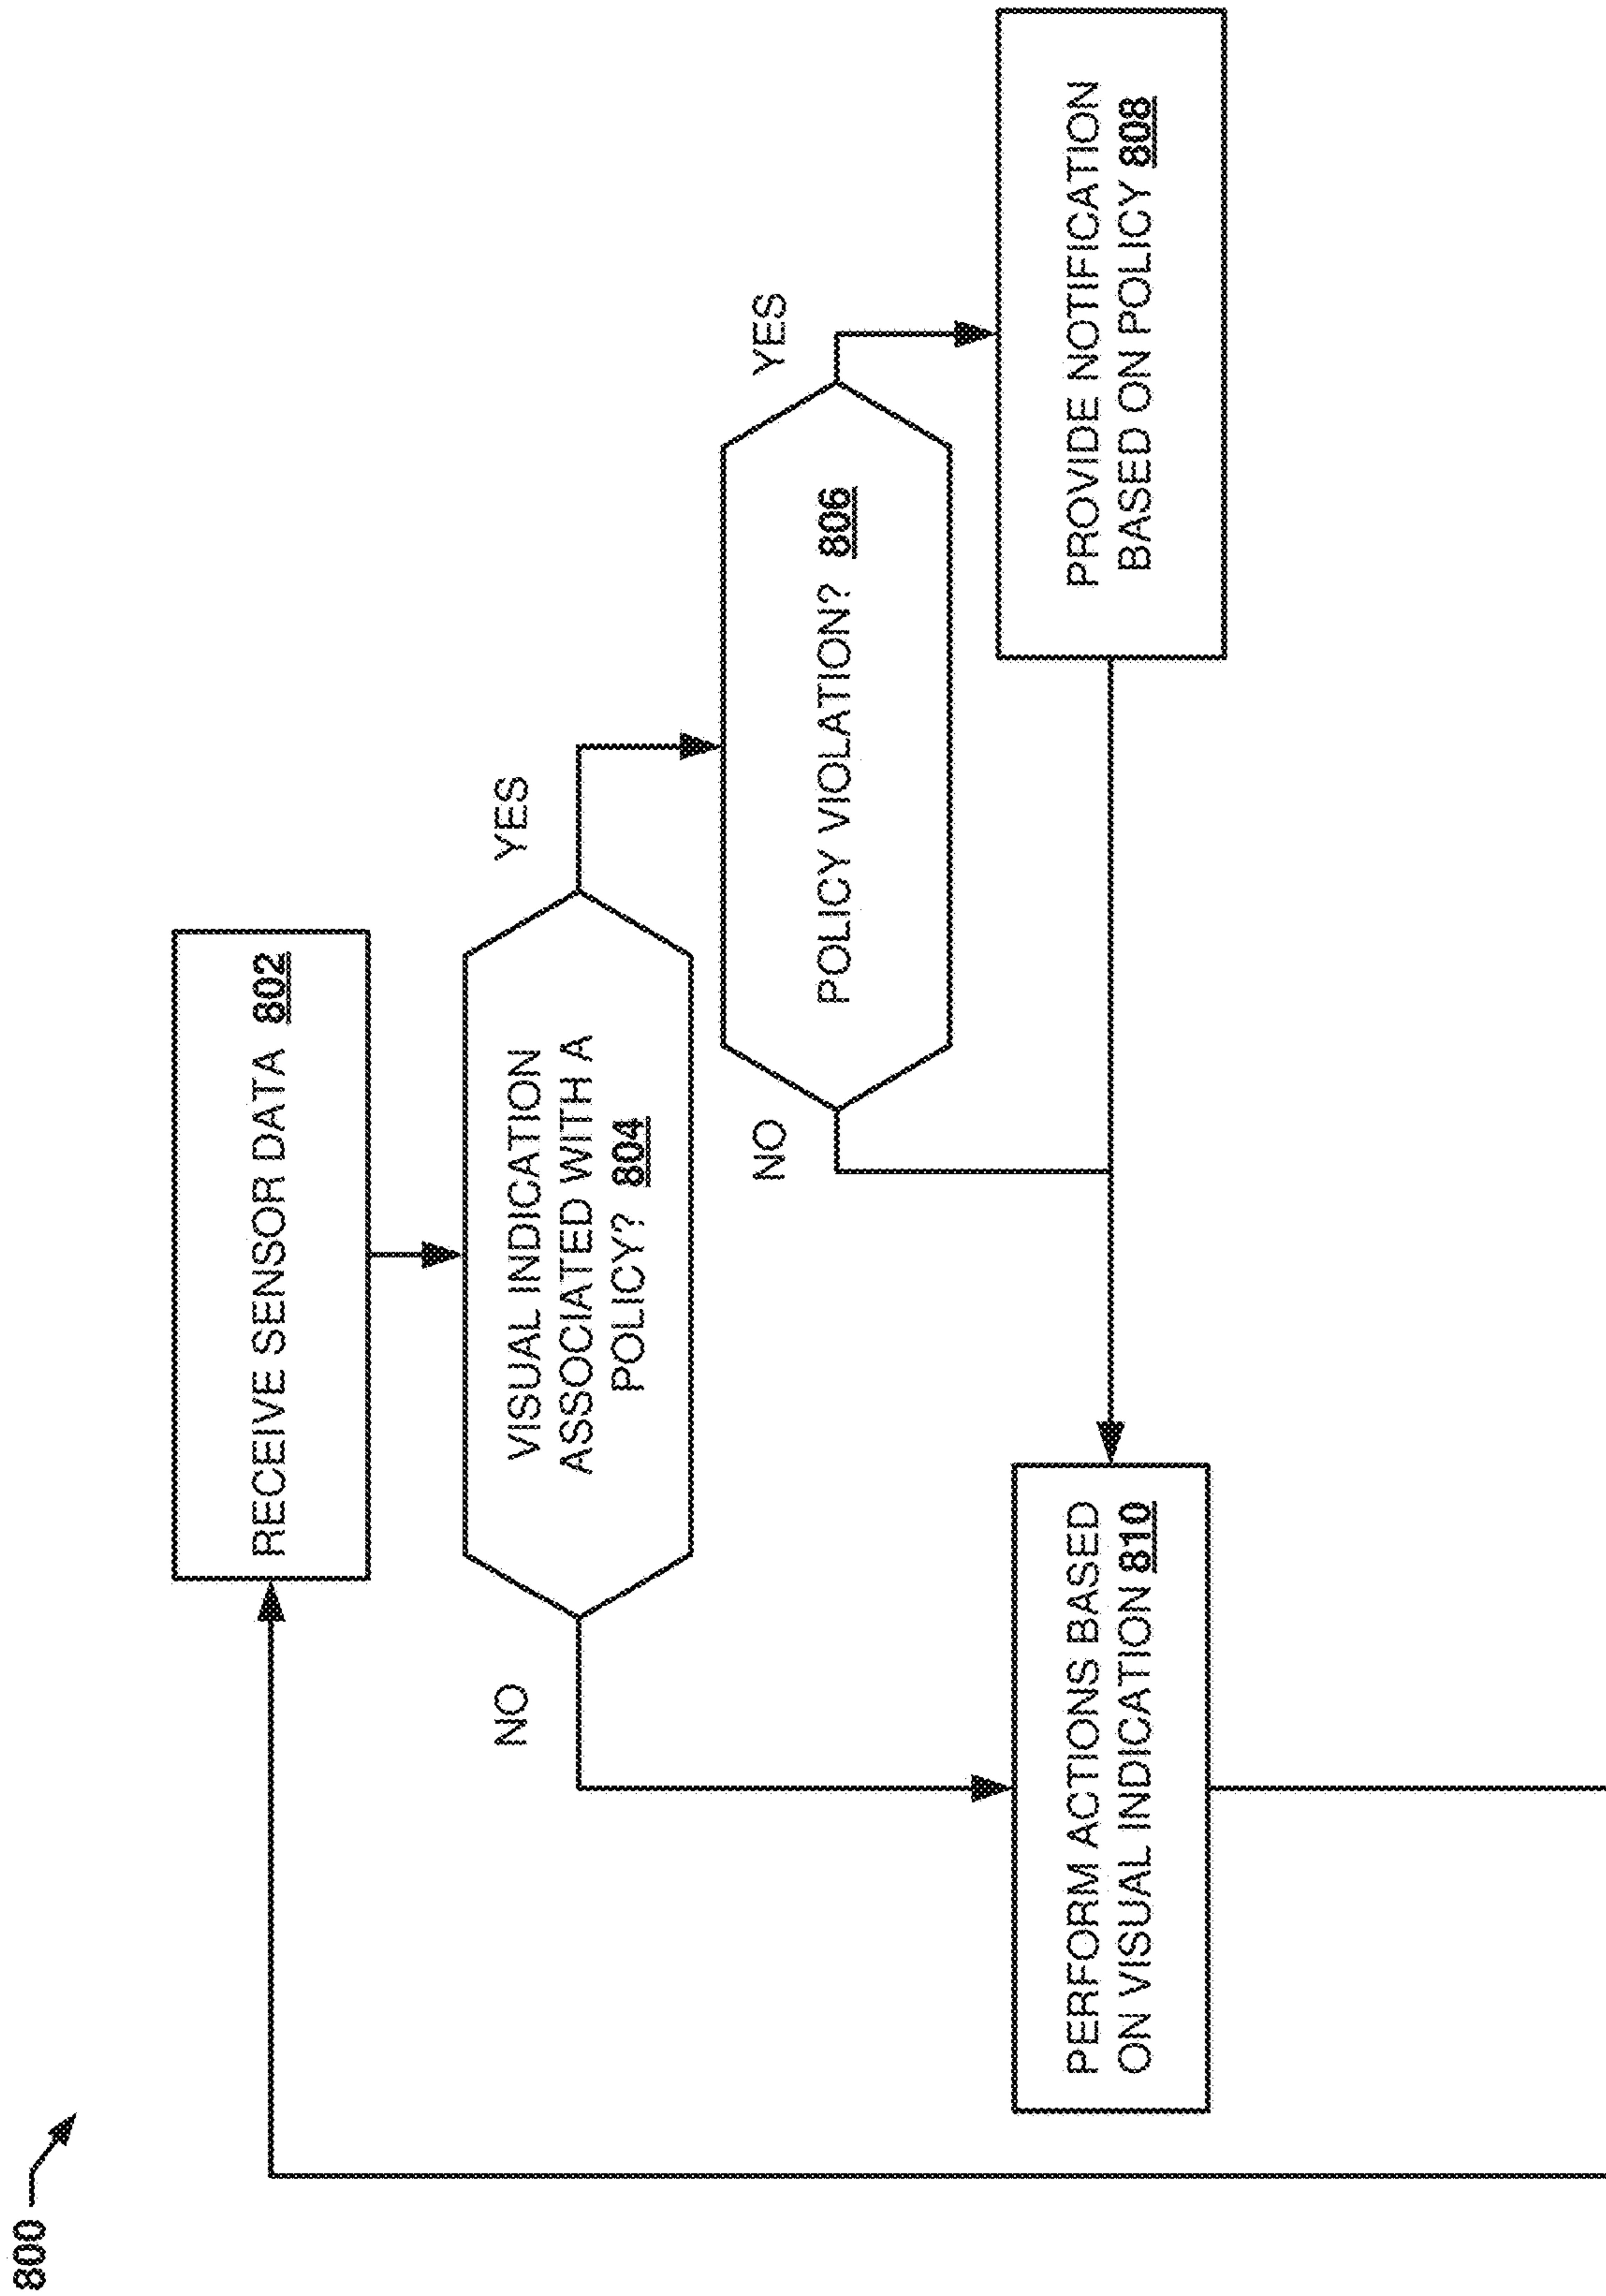 800
RECEIVE SENSOR DATA 802
VISUAL INDICATION
ASSOCIATED WITH A
POLICY? 804
NO
YES
POLICY VIOLATION? 806
NO
YES
PERFORM ACTIONS BASED
ON VISUAL INDICATION 810
PROVIDE NOTIFICATION
BASED ON POLICY 808